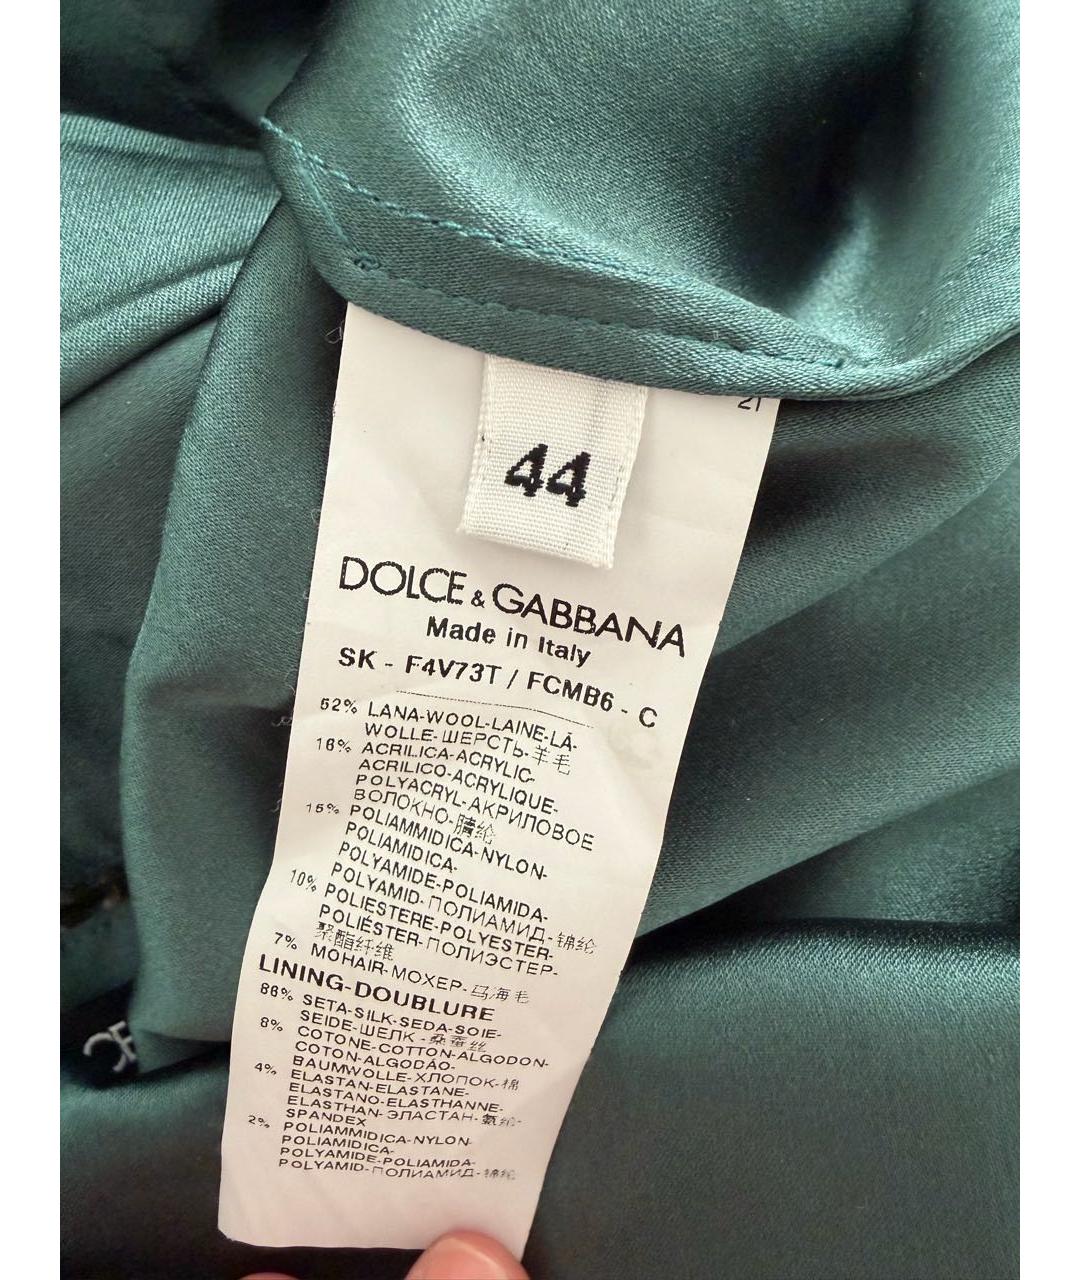 21
44
DOLCE & GABBANA
Made in Italy
SK - F4V73T / FCMB6 - C
52% LANA-WOOL-LAINE-LÃ-
WOLLE-ШЕРСТЬ-羊毛
16% ACRILICA-ACRYLIC-
ACRILICO-ACRYLIQUE-
POLYACRYL-АКРИЛОВОЕ
ВОЛОКНО-腈纶
15% POLIAMMIDICA-NYLON-
POLIAMIDICA-
POLYAMIDE-POLIAMIDA-
POLYAMID-ПОЛИАМИД-锦纶
10% POLIESTERE-POLYESTER-
POLIÉSTER-ПОЛИЭСТЕР-
聚酯纤维
7% MOHAIR-МОХЕР-马海毛
LINING-DOUBLURE
86% SETA-SILK-SEDA-SOIE-
SEIDE-ШЕЛК-桑蚕丝
8% COTONE-COTTON-ALGODON-
COTON-ALGODÃO-
BAUMWOLLE-ХЛОПОК-棉
4% ELASTAN-ELASTANE-
ELASTANO-ELASTHANNE-
ELASTHAN-ЭЛАСТАН-氨纶-
SPANDEX
2% POLIAMMIDICA-NYLON-
POLIAMIDICA-
POLYAMIDE-POLIAMIDA-
POLYAMID-ПОЛИАМИД-锦纶